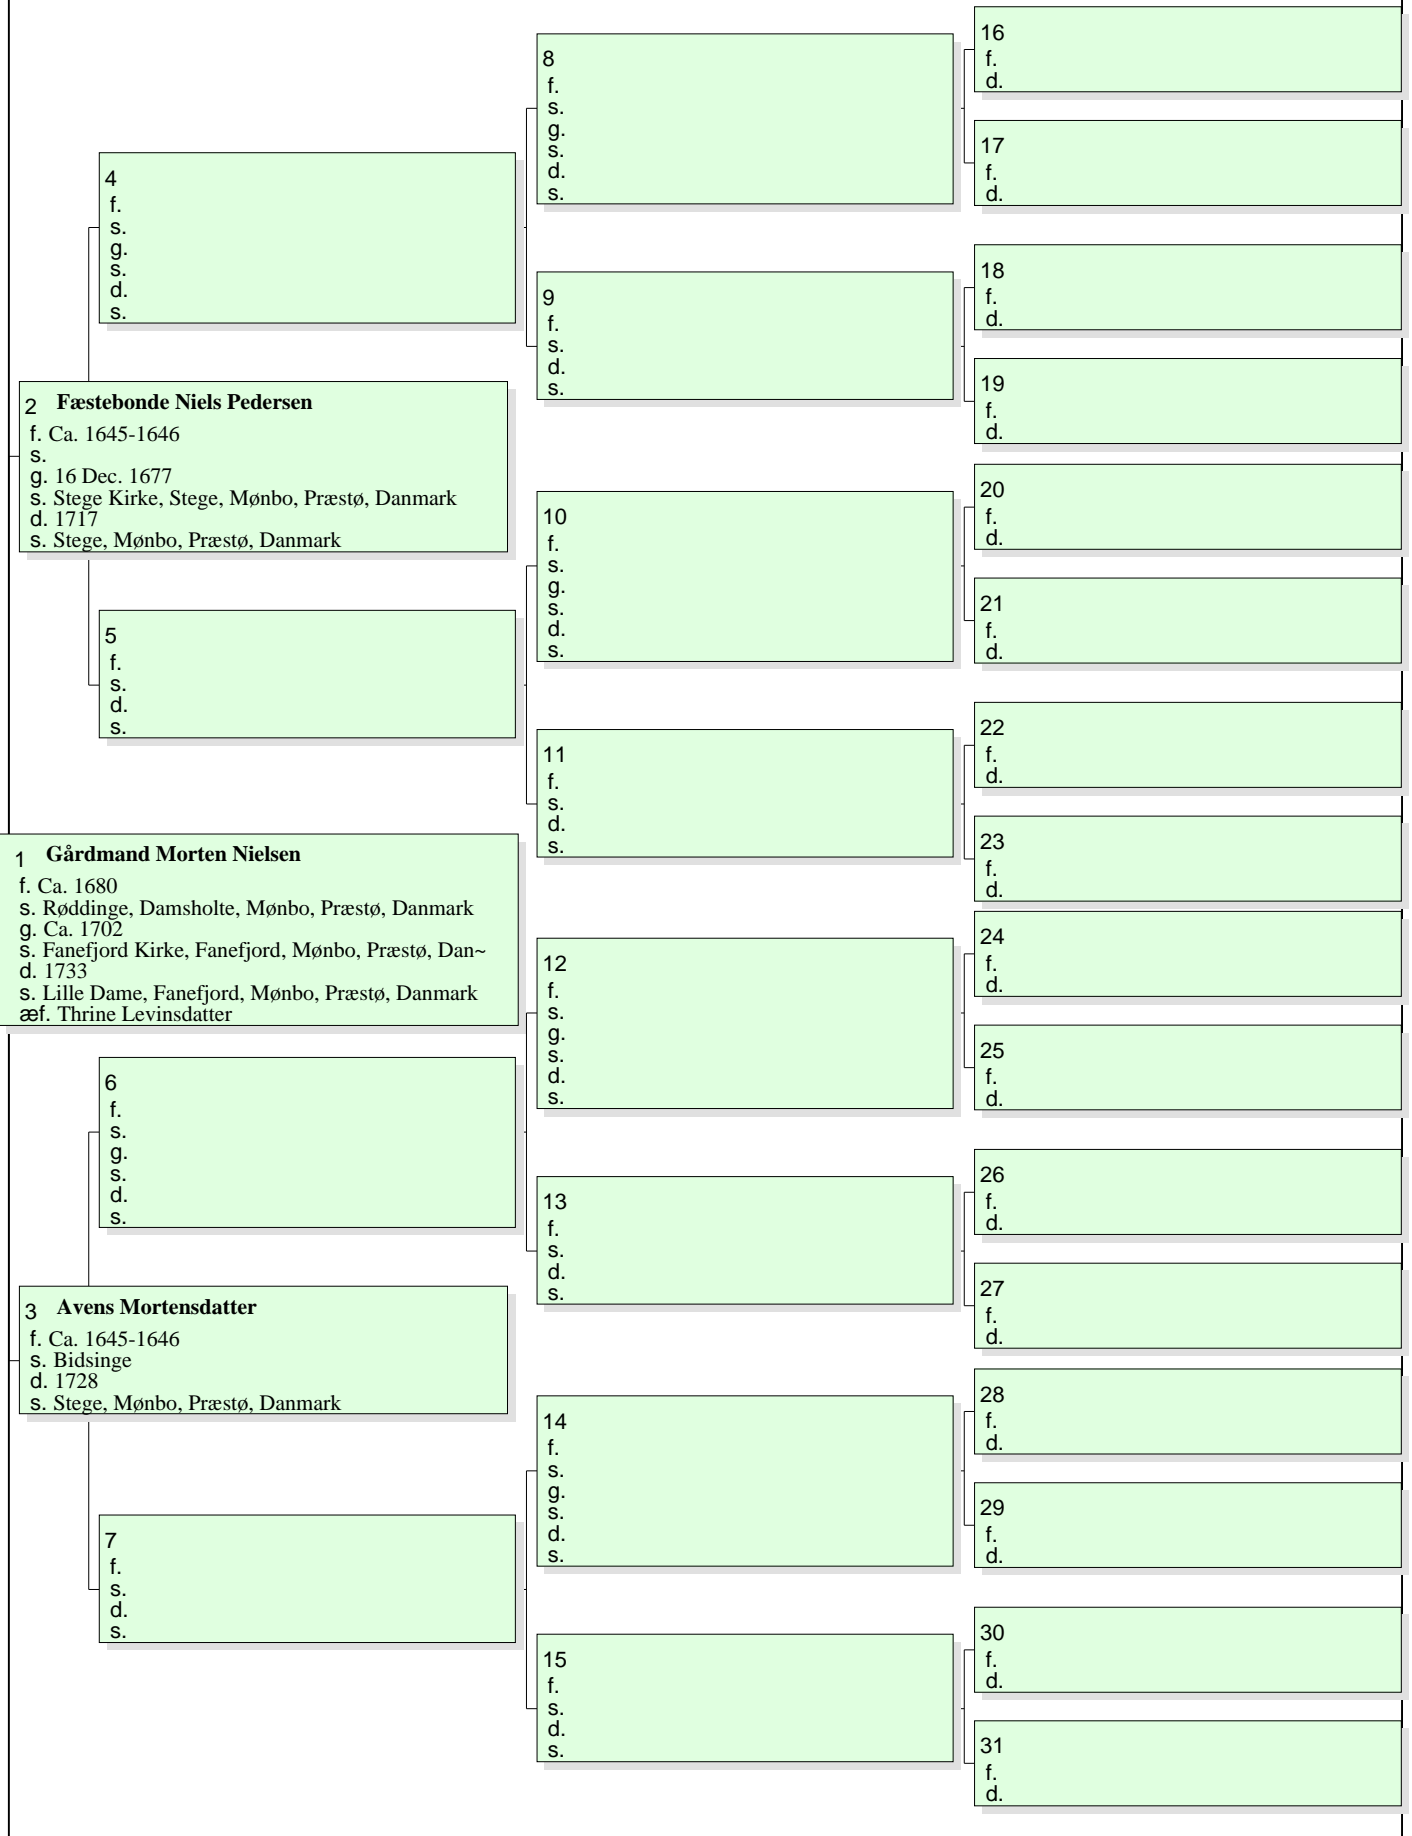 16
f.
d.
8
f.
s.
g.
s.
d.
s.
17
f.
d.
4
f.
s.
g.
s.
d.
s.
18
f.
d.
9
f.
s.
d.
s.
19
f.
d.
2 Fæstebonde Niels Pedersen
f. Ca. 1645-1646
s.
g. 16 Dec. 1677
s. Stege Kirke, Stege, Mønbo, Præstø, Danmark
d. 1717
s. Stege, Mønbo, Præstø, Danmark
20
f.
d.
10
f.
s.
g.
s.
d.
s.
21
f.
d.
5
f.
s.
d.
s.
22
f.
d.
11
f.
s.
d.
s.
23
f.
d.
1 Gårdmand Morten Nielsen
f. Ca. 1680
s. Røddinge, Damsholte, Mønbo, Præstø, Danmark
g. Ca. 1702
s. Fanefjord Kirke, Fanefjord, Mønbo, Præstø, Dan~
d. 1733
s. Lille Dame, Fanefjord, Mønbo, Præstø, Danmark
æf. Thrine Levinsdatter
24
f.
d.
12
f.
s.
g.
s.
d.
s.
25
f.
d.
6
f.
s.
g.
s.
d.
s.
26
f.
d.
13
f.
s.
d.
s.
27
f.
d.
3 Avens Mortensdatter
f. Ca. 1645-1646
s. Bidsinge
d. 1728
s. Stege, Mønbo, Præstø, Danmark
28
f.
d.
14
f.
s.
g.
s.
d.
s.
29
f.
d.
7
f.
s.
d.
s.
30
f.
d.
15
f.
s.
d.
s.
31
f.
d.